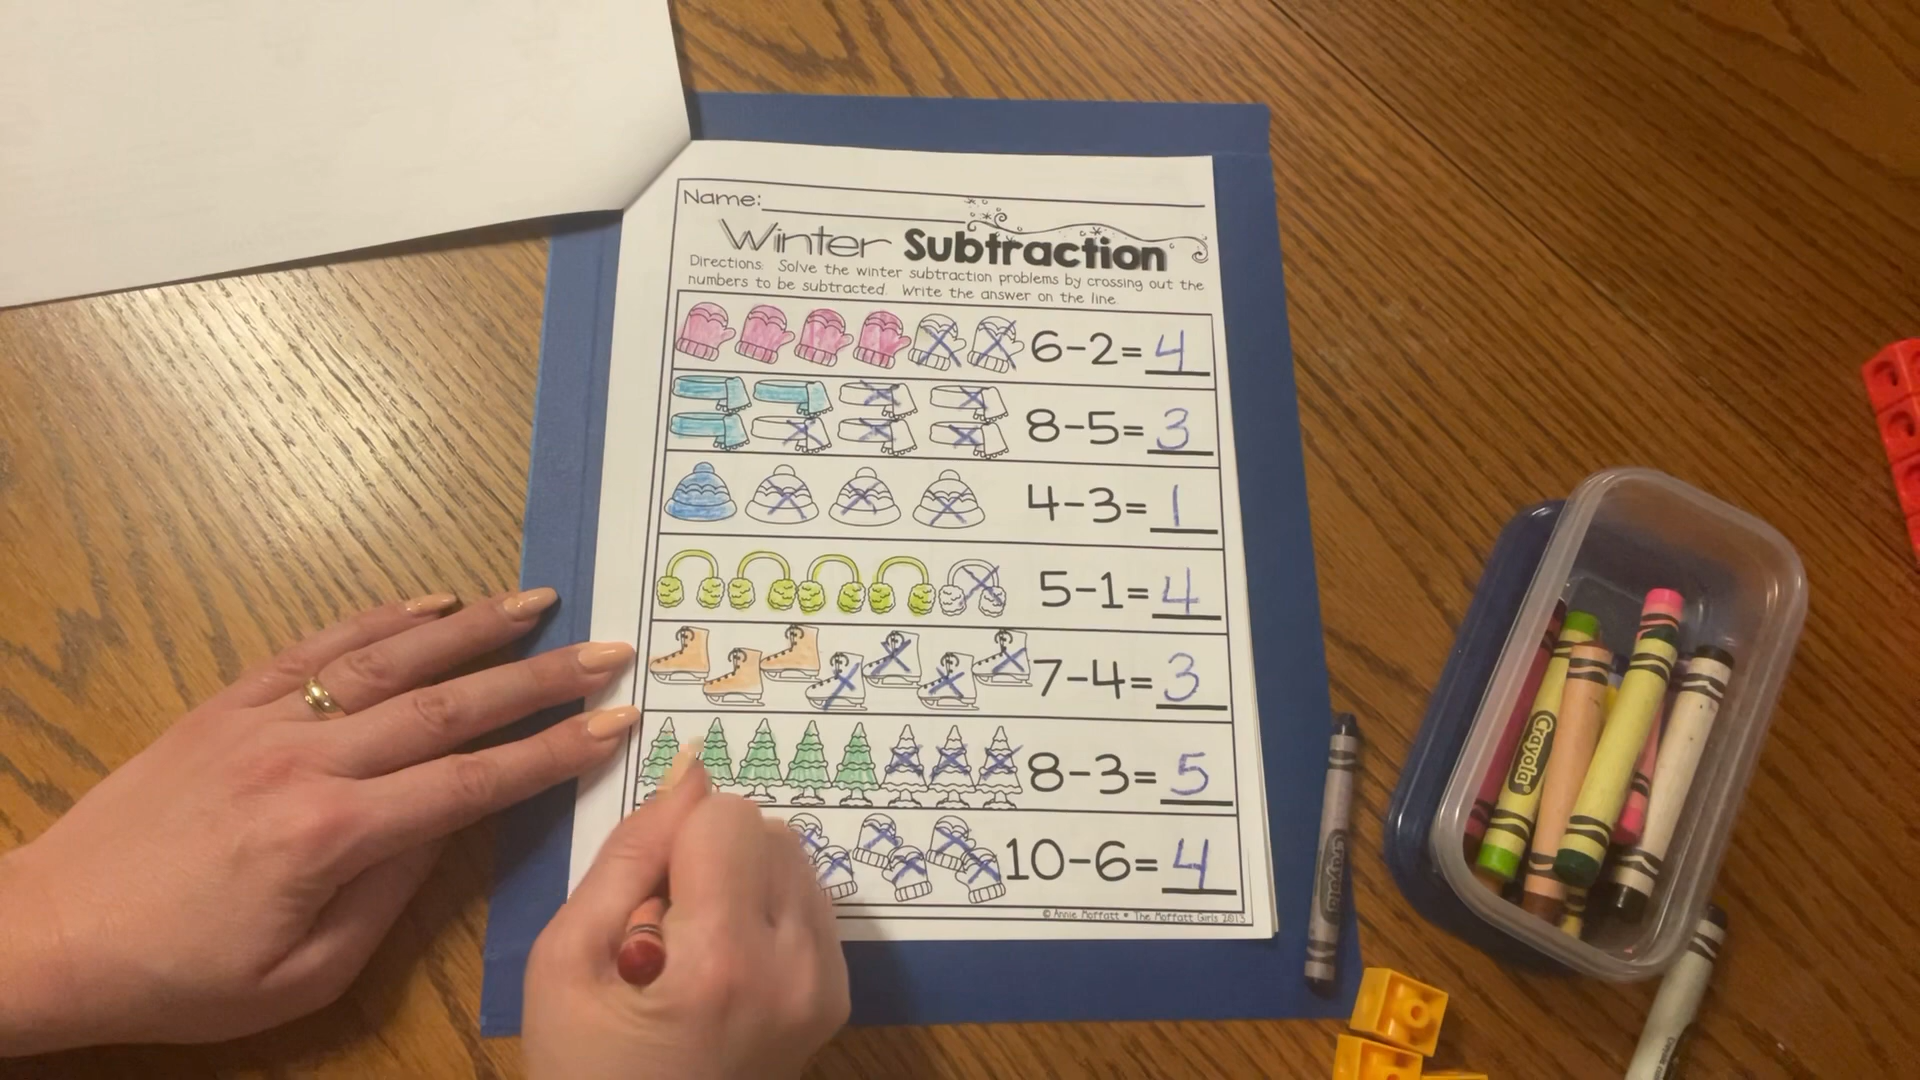 Name:
Winter Subtraction
Directions: Solve the winter subtraction problems by crossing out the
numbers to be subtracted. Write the answer on the line.
6-2= 4
8-5= 3
4-3= 1
5-1= 4
7-4= 3
8-3= 5
10-6= 4
© Annie Moffatt • The Moffatt Girls 2013
Crayola
Crayola